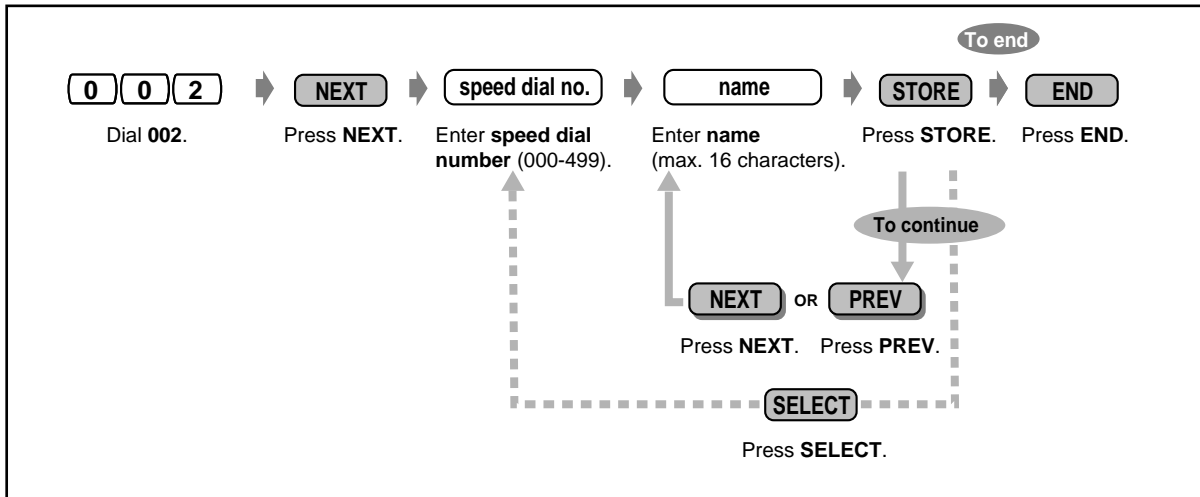 To end
0 0 2 NEXT speed dial no. name STORE END
Dial 002. Press NEXT. Enter speed dial number (000-499). Enter name (max. 16 characters). Press STORE. Press END.
To continue
NEXT OR PREV
Press NEXT. Press PREV.
SELECT
Press SELECT.